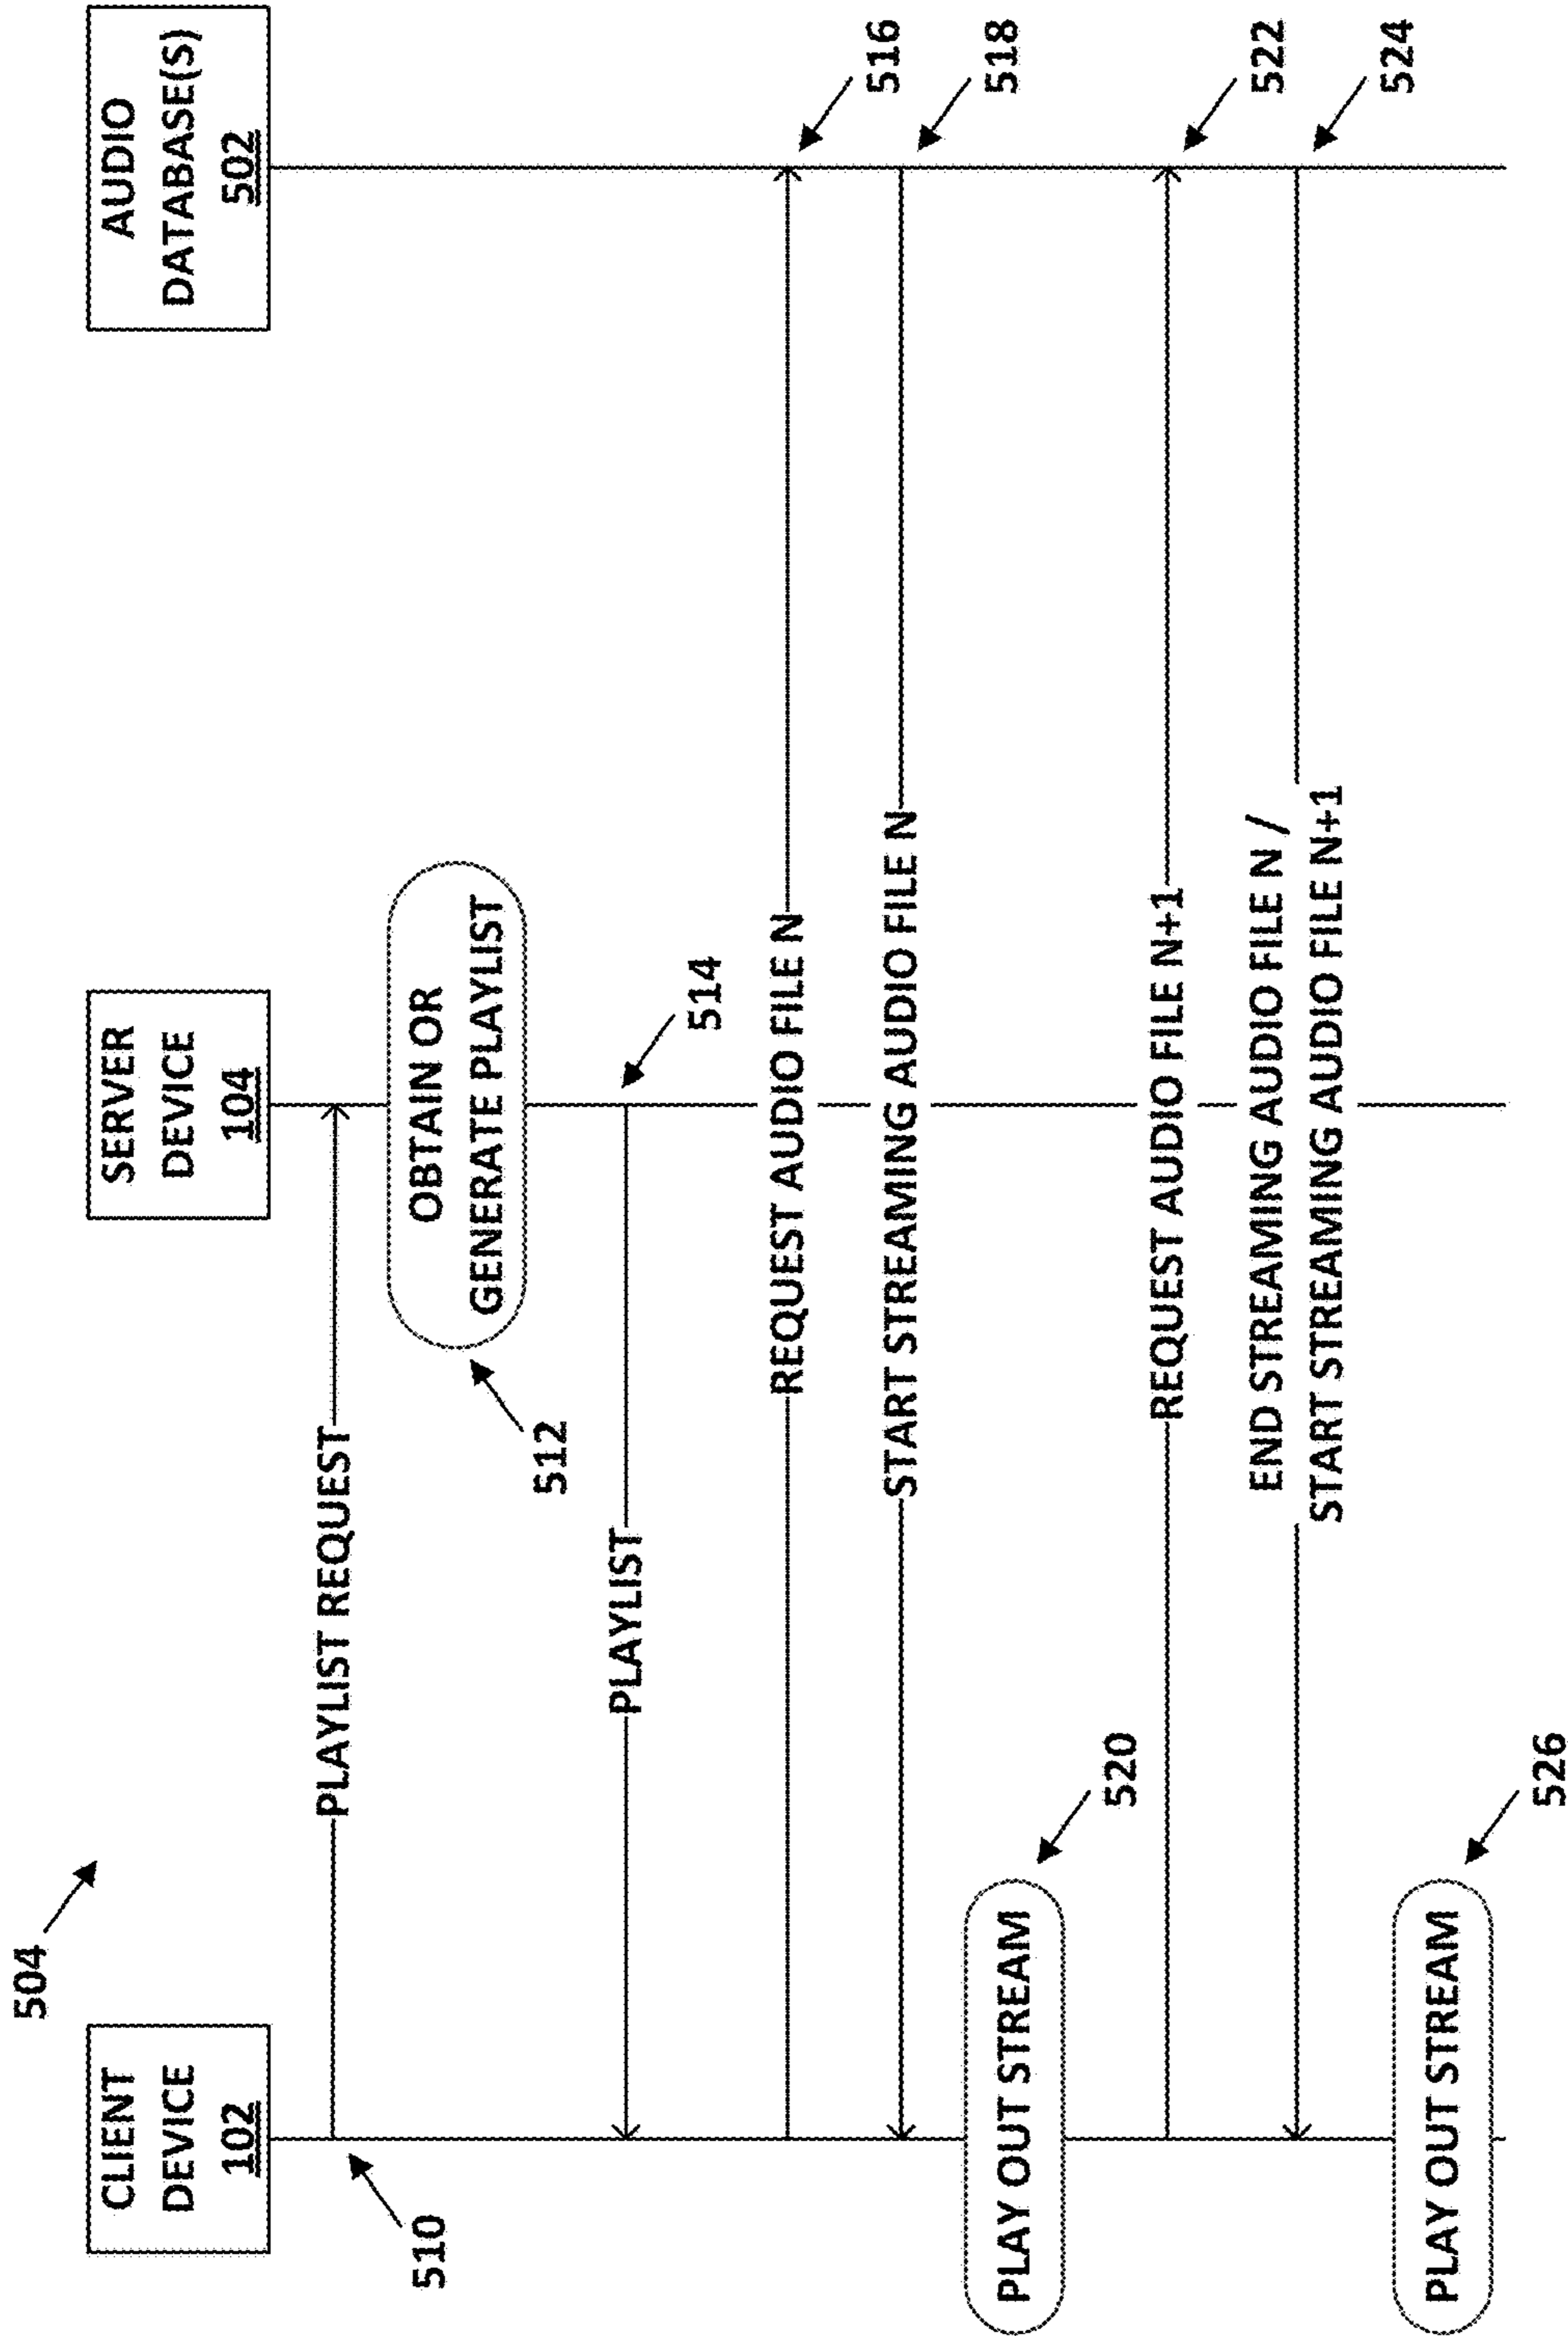 504
CLIENT
DEVICE
102
SERVER
DEVICE
104
AUDIO
DATABASE(S)
502
510
PLAYLIST REQUEST
OBTAIN OR
GENERATE PLAYLIST
512
PLAYLIST
514
REQUEST AUDIO FILE N
516
START STREAMING AUDIO FILE N
518
PLAY OUT STREAM
520
REQUEST AUDIO FILE N+1
522
END STREAMING AUDIO FILE N /
START STREAMING AUDIO FILE N+1
524
PLAY OUT STREAM
526